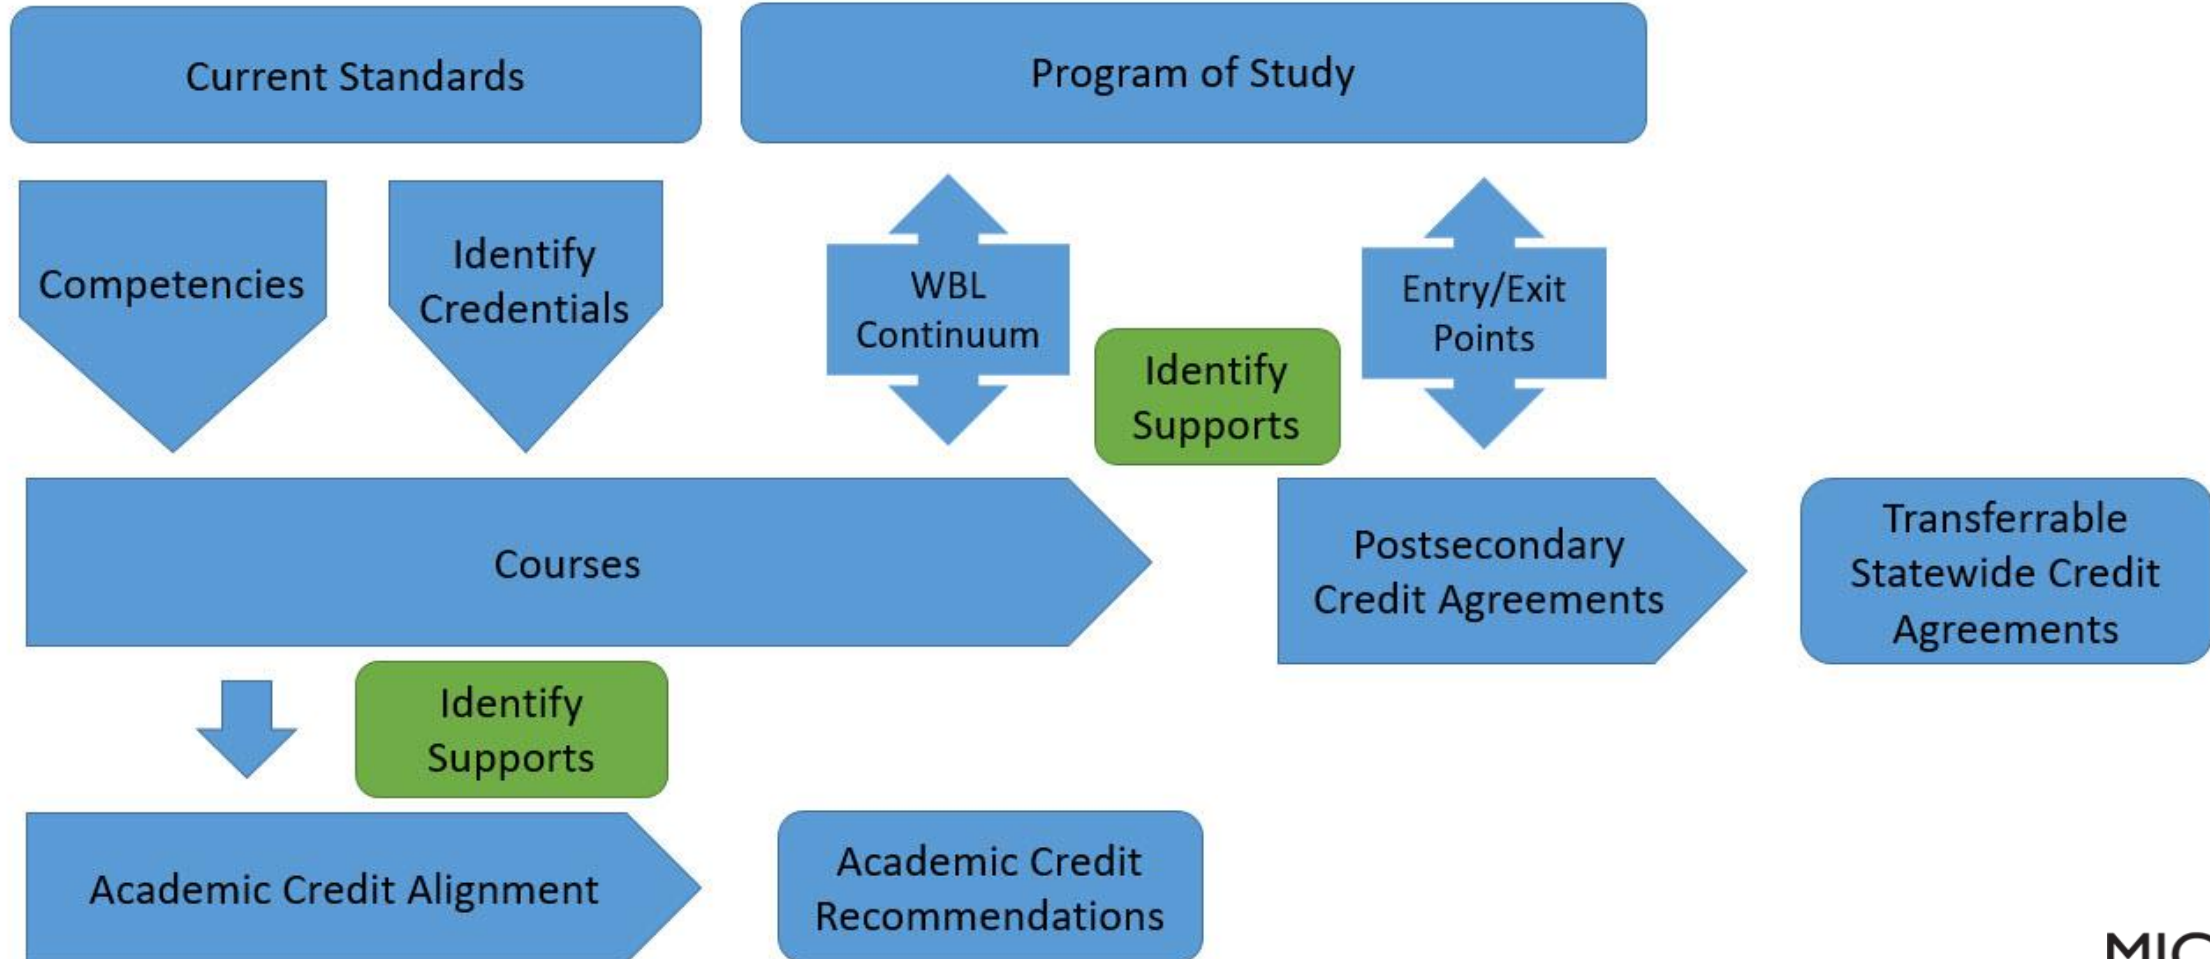 Current Standards
Program of Study
Competencies
Identify
Credentials
WBL
Continuum
Identify
Supports
Entry/Exit
Points
Courses
Postsecondary
Credit Agreements
Transferrable
Statewide Credit
Agreements
Identify
Supports
Academic Credit Alignment
Academic Credit
Recommendations